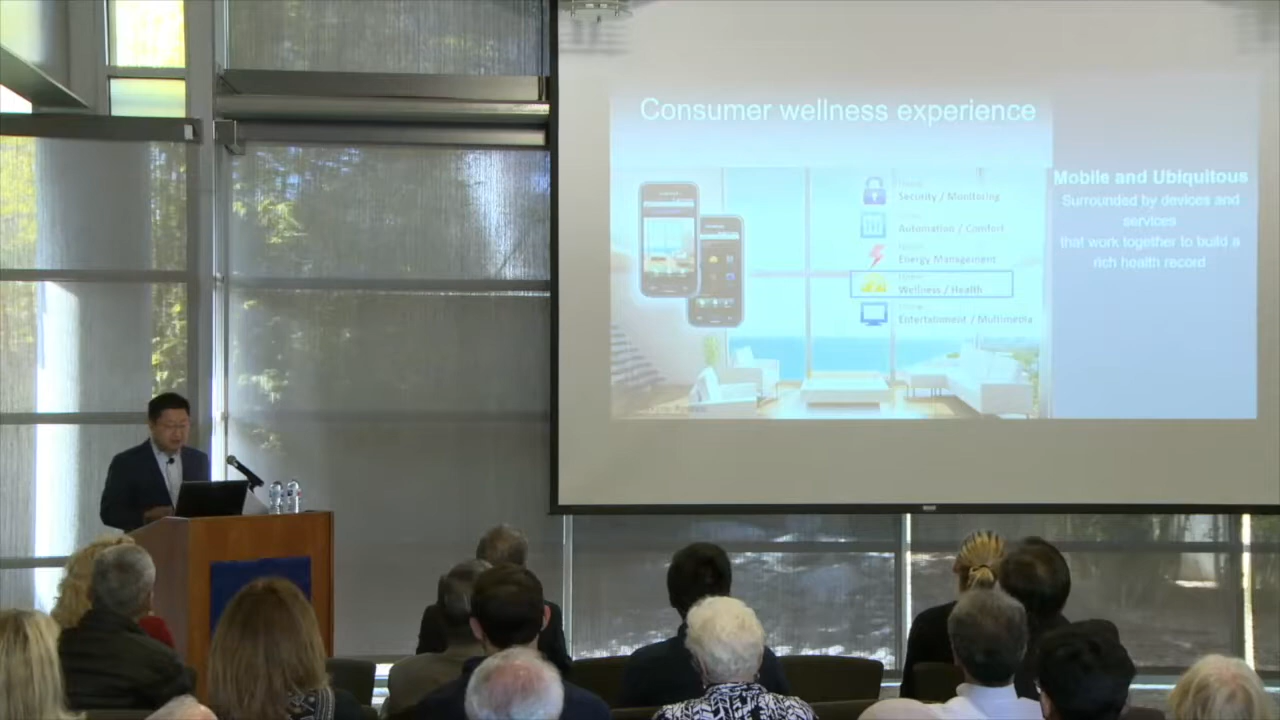 Consumer wellness experience
Mobile and Ubiquitous
Surrounded by devices and
services
that work together to build a
rich health record
Security / Monitoring
Automation / Comfort
Energy Management
Wellness / Health
Entertainment / Multimedia